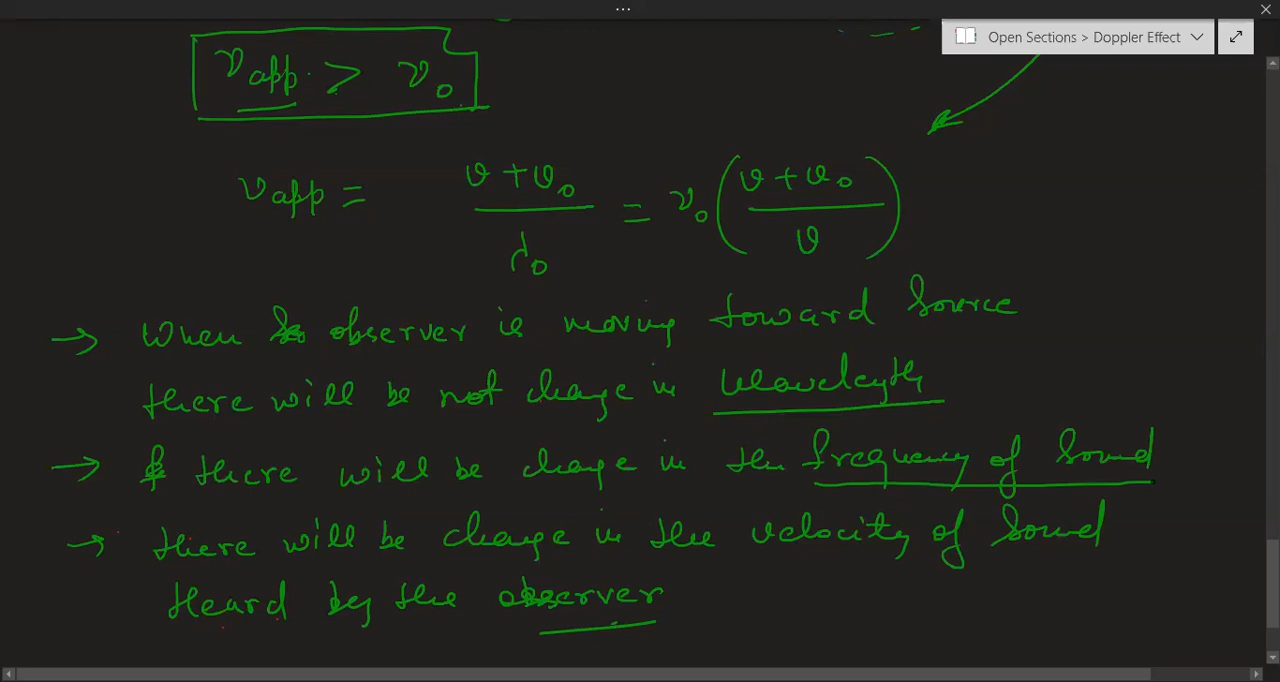 Open Sections > Doppler Effect
ν app > ν₀
ν app = v + v₀ / λ₀ = ν₀ ( v + v₀ / v )
→ When observer is moving toward source
there will be not change in wavelength
→ there will be change in the frequency of sound
→ there will be change in the velocity of sound
heard by the observer